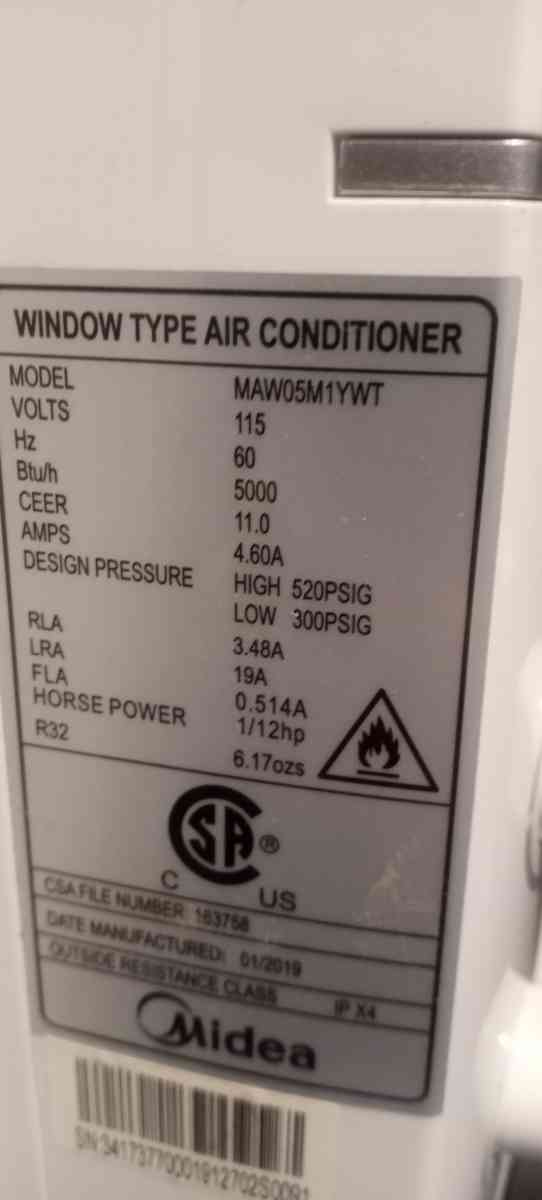 WINDOW TYPE AIR CONDITIONER
MODEL MAW05M1YWT
VOLTS 115
Hz 60
Btu/h 5000
CEER 11.0
AMPS 4.60A
DESIGN PRESSURE HIGH 520PSIG
LOW 300PSIG
RLA 3.48A
LRA 19A
FLA 0.514A
HORSE POWER 1/12hp
R32 6.17ozs
SA ®
C US
CSA FILE NUMBER: 163758
DATE MANUFACTURED: 01/2019
OUTSIDE RESISTANCE CLASS IP X4
Midea